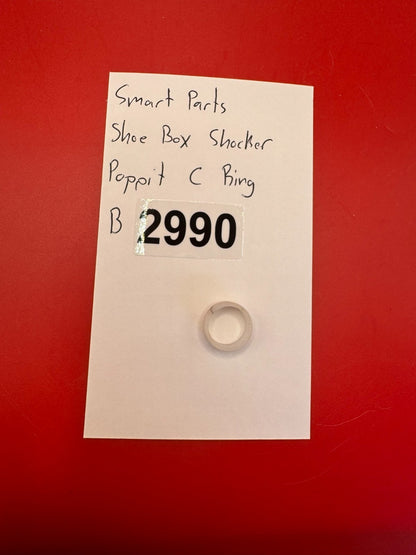 Smart Parts
Shoe Box Shocker
Poppit C Ring
B 2990